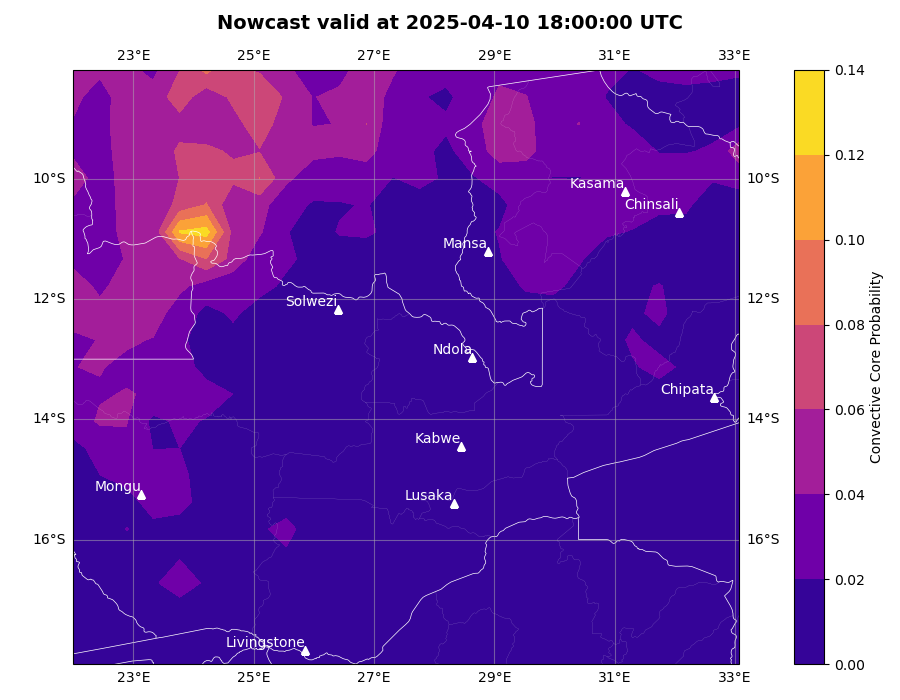 Nowcast valid at 2025-04-10 18:00:00 UTC
23°E 25°E 27°E 29°E 31°E 33°E
0.14
0.12
10°S Kasama 10°S
Chinsali
0.10
Mansa
12°S Solwezi 12°S
0.08
Ndola
Convective Core Probability
Chipata
0.06
14°S 14°S
Kabwe
Mongu Lusaka
0.04
16°S 16°S
0.02
Livingstone
0.00
23°E 25°E 27°E 29°E 31°E 33°E